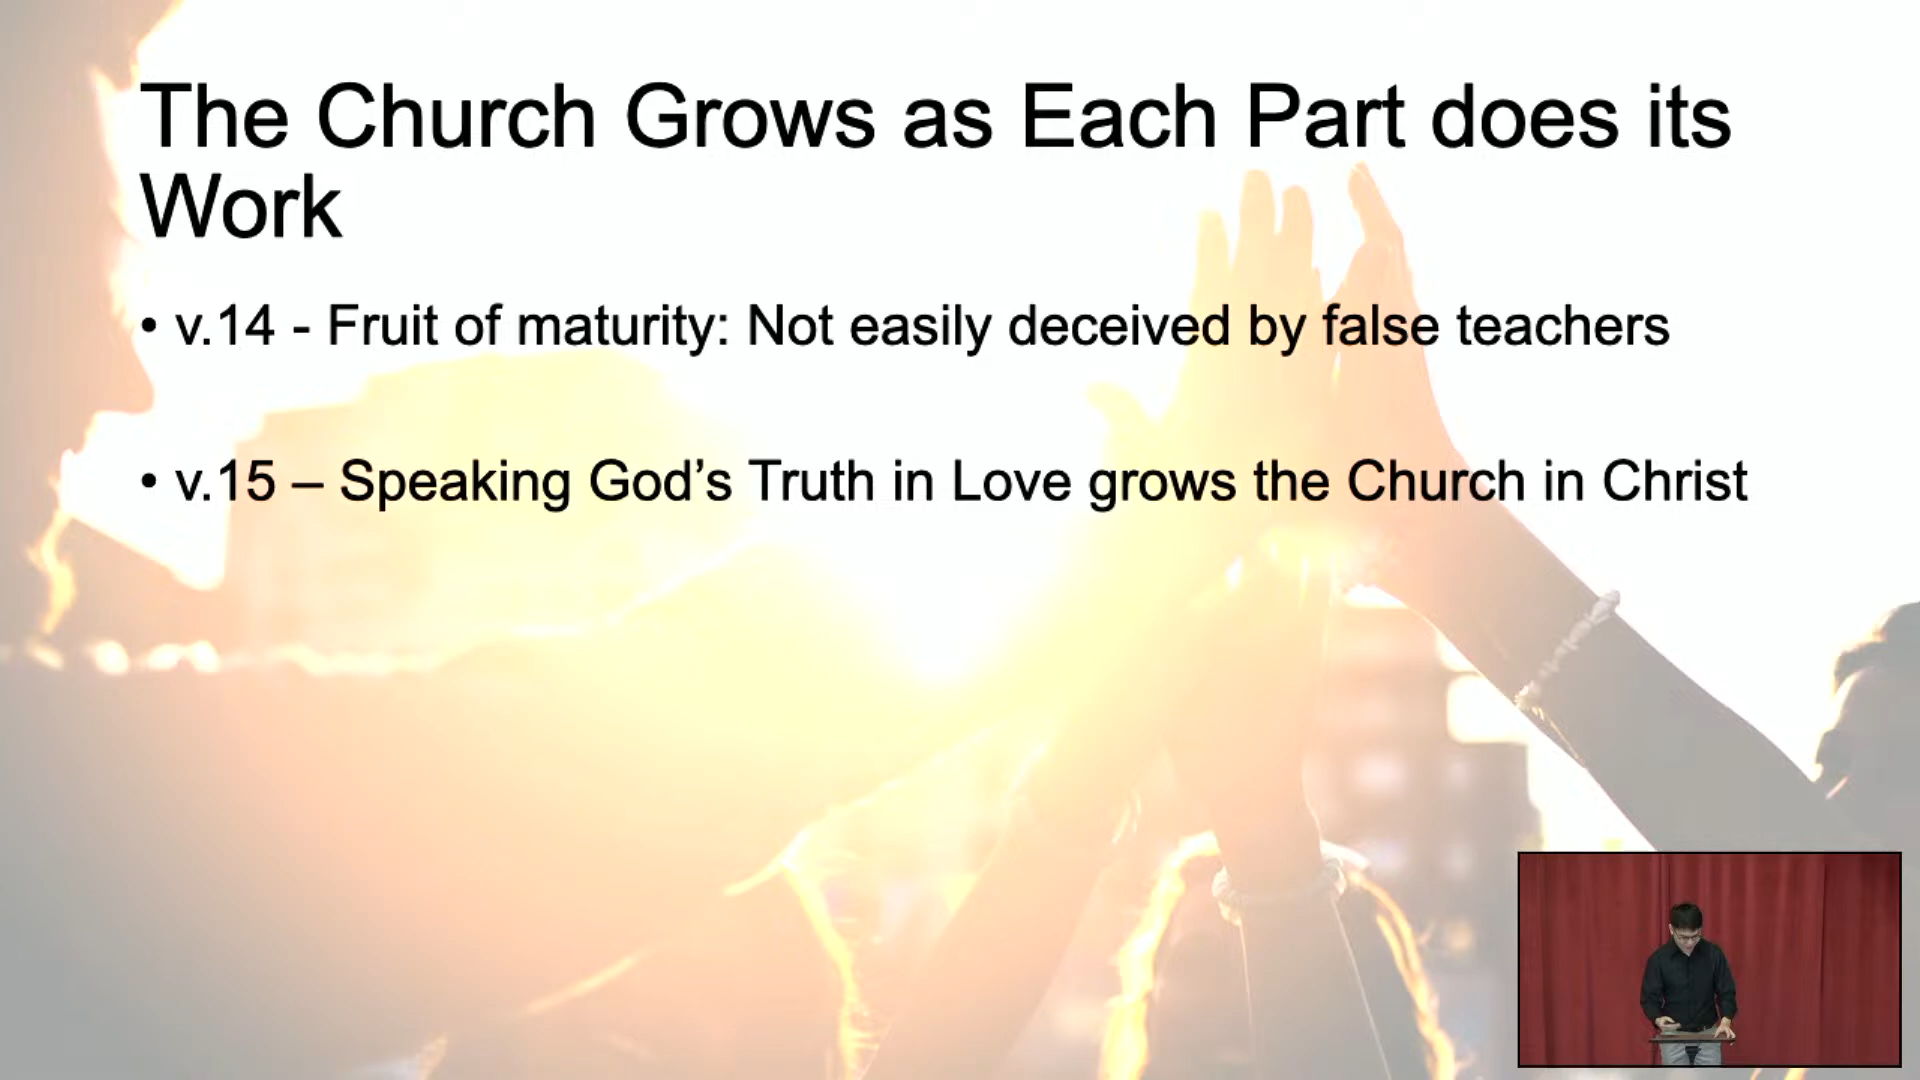 The Church Grows as Each Part does its
Work
• v.14 - Fruit of maturity: Not easily deceived by false teachers
• v.15 – Speaking God’s Truth in Love grows the Church in Christ